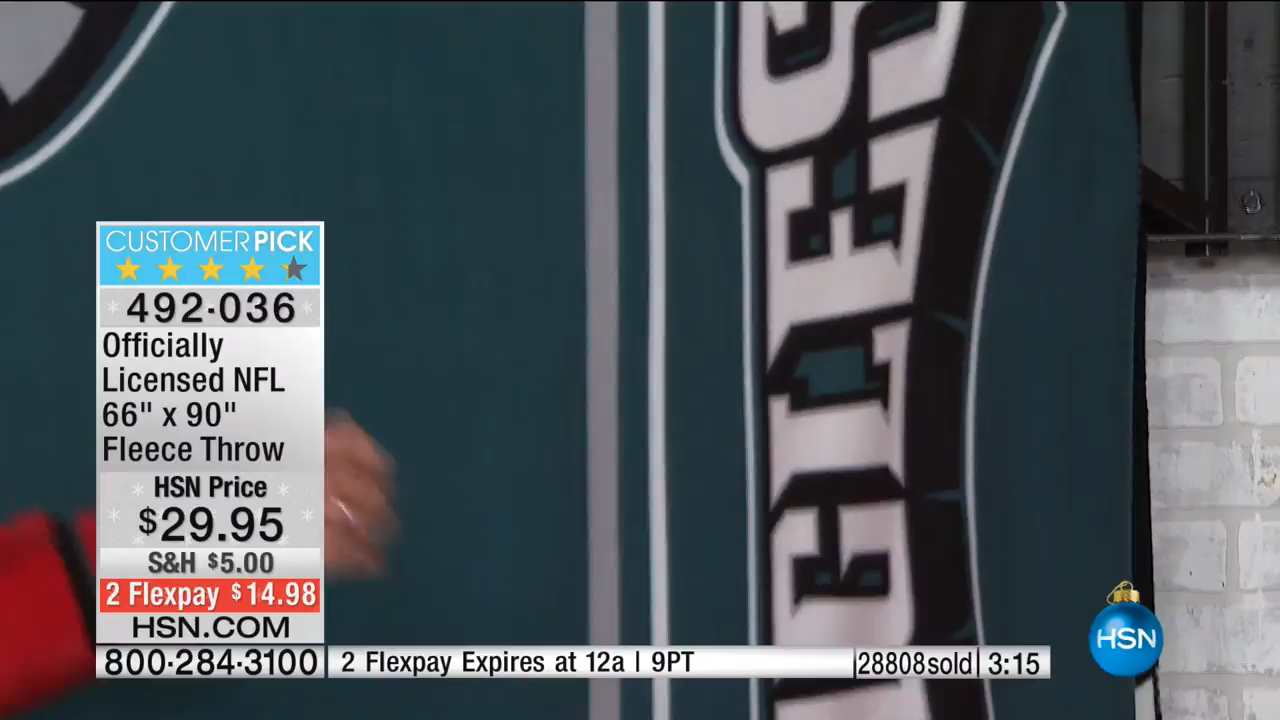 CUSTOMER PICK
492·036
Officially
Licensed NFL
66" x 90"
Fleece Throw
HSN Price
$29.95
S&H $5.00
2 Flexpay $14.98
HSN.COM
800·284·3100
2 Flexpay Expires at 12a | 9PT
28808 sold
3:15
HSN
EAGLES